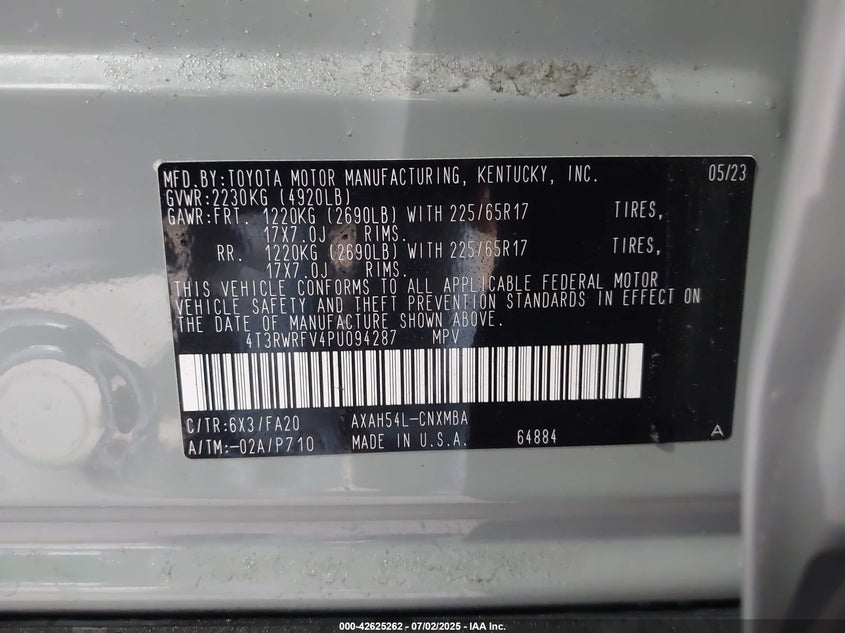 MFD.BY:TOYOTA MOTOR MANUFACTURING, KENTUCKY, INC. 05/23
GVWR:2230KG (4920LB)
GAWR:FRT. 1220KG (2690LB) WITH 225/65R17 TIRES,
17X7.0J RIMS.
RR. 1220KG (2690LB) WITH 225/65R17 TIRES,
17X7.0J RIMS.
THIS VEHICLE CONFORMS TO ALL APPLICABLE FEDERAL MOTOR
VEHICLE SAFETY AND THEFT PREVENTION STANDARDS IN EFFECT ON
THE DATE OF MANUFACTURE SHOWN ABOVE.
4T3RWRFV4PU094287 MPV
C/TR:6X3/FA20 AXAH54L-CNXMBA
A/TM:-02A/P710 MADE IN U.S.A. 64884 A
000-42625262 - 07/02/2025 - IAA Inc.